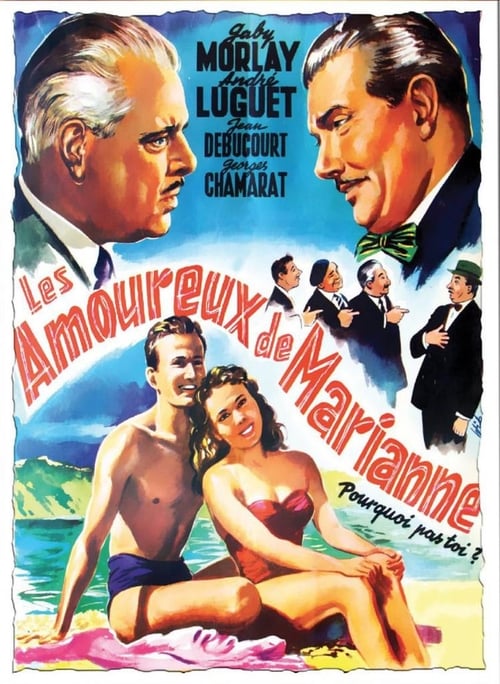 Gaby
MORLAY
André
LUGUET
Jean
DEBUCOURT
Georges
CHAMARAT
Les
Amoureux de
Marianne
Pourquoi pas toi ?